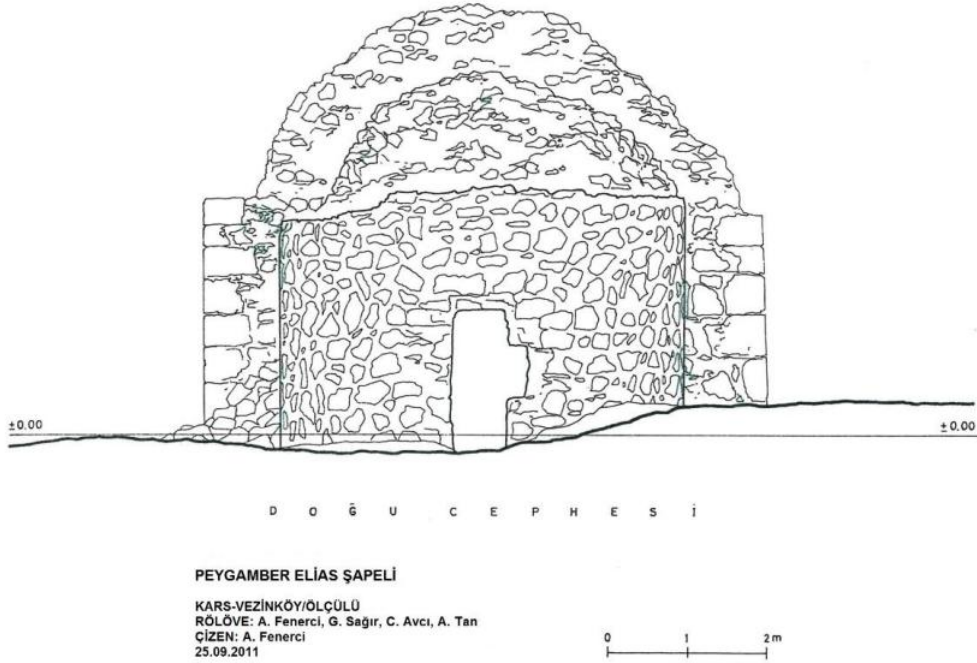 ±0.00
±0.00
DOĞU CEPHESİ
PEYGAMBER ELİAS ŞAPELİ
KARS-VEZİNKÖY/ÖLÇÜLÜ
RÖLÖVE: A. Fenerci, G. Sağır, C. Avcı, A. Tan
ÇİZEN: A. Fenerci
25.09.2011
0 1 2m